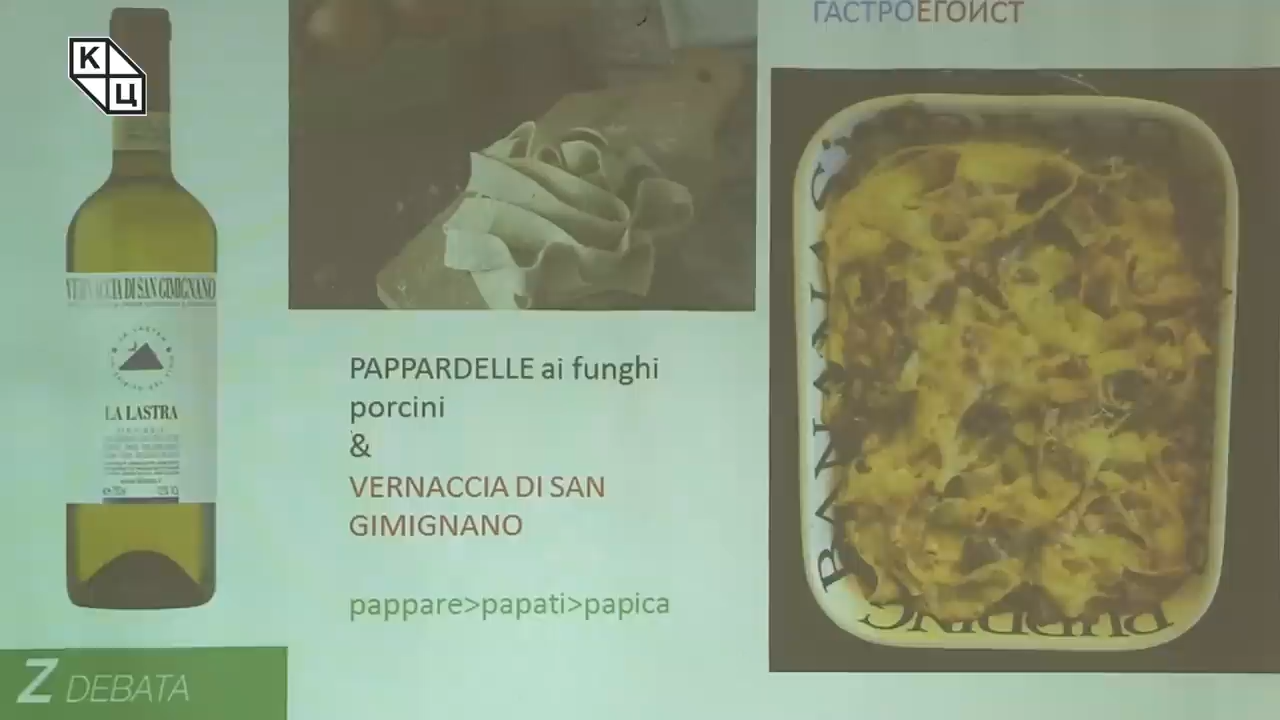 К
Ц
VERNACCIA DI SAN GIMIGNANO
LA LASTRA
PAPPARDELLE ai funghi
porcini
&
VERNACCIA DI SAN
GIMIGNANO
pappare>papati>papica
ГАСТРОЕГОИСТ
PUDDING
Z DEBATA